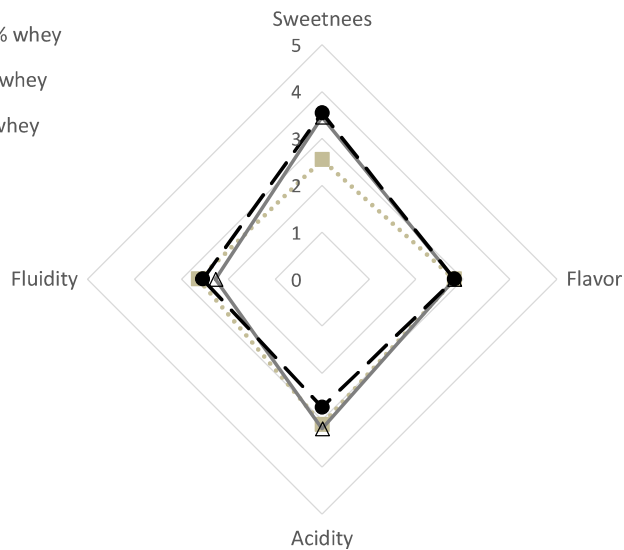 Sweetnees
% whey
whey
whey
5
4
3
2
1
0
Fluidity
Flavor
Acidity